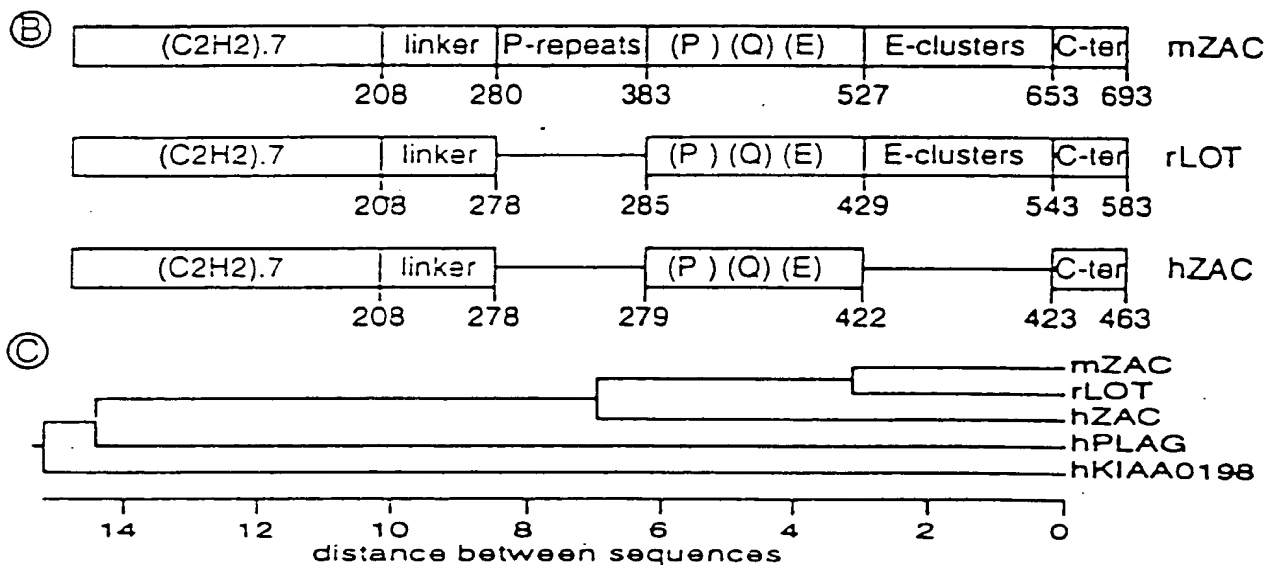 B
(C2H2).7 linker P-repeats (P ) (Q) (E) E-clusters C-ter mZAC
208 280 383 527 653 693
(C2H2).7 linker (P ) (Q) (E) E-clusters C-ter rLOT
208 278 285 429 543 583
(C2H2).7 linker (P ) (Q) (E) C-ter hZAC
208 278 279 422 423 463
C
mZAC
rLOT
hZAC
hPLAG
hKIAA0198
14 12 10 8 6 4 2 0
distance between sequences